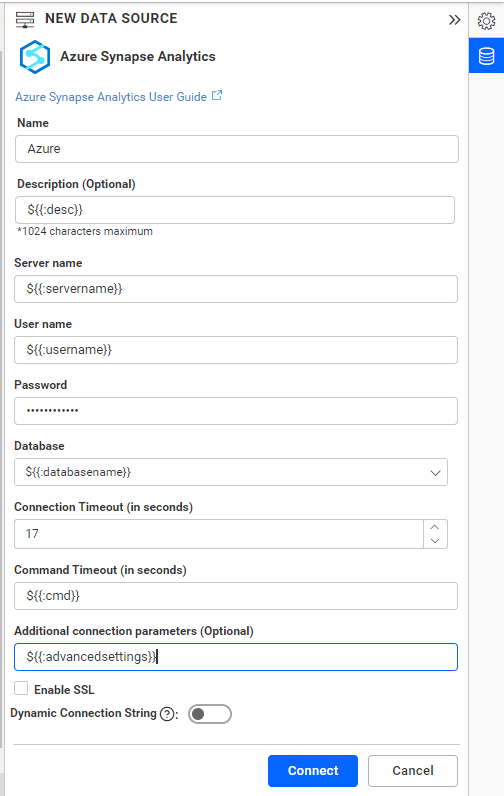 NEW DATA SOURCE
Azure Synapse Analytics
Azure Synapse Analytics User Guide
Name
Azure
Description (Optional)
${{:desc}}
*1024 characters maximum
Server name
${{:servername}}
User name
${{:username}}
Password
••••••••••••
Database
${{:databasename}}
Connection Timeout (in seconds)
17
Command Timeout (in seconds)
${{:cmd}}
Additional connection parameters (Optional)
${{:advancedsettings}}
Enable SSL
Dynamic Connection String ? :
Connect Cancel